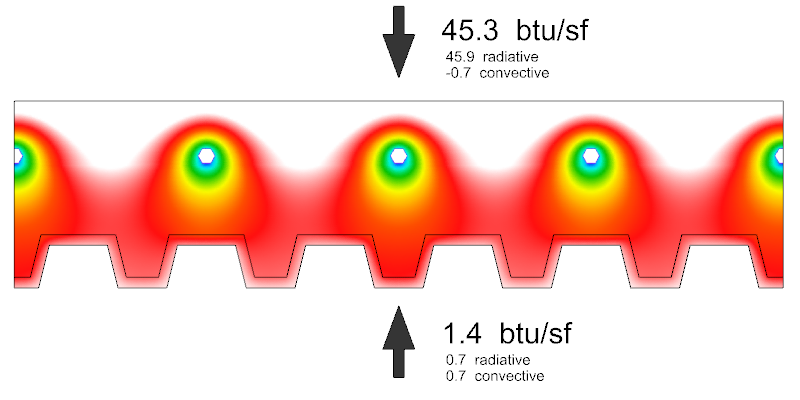 45.3 btu/sf
45.9 radiative
-0.7 convective
1.4 btu/sf
0.7 radiative
0.7 convective